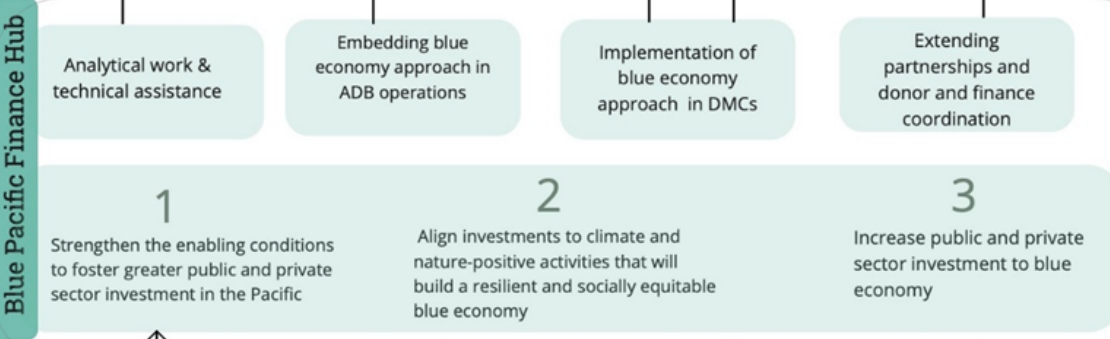 Blue Pacific Finance Hub
Analytical work &
technical assistance
Embedding blue
economy approach in
ADB operations
Implementation of
blue economy
approach in DMCs
Extending
partnerships and
donor and finance
coordination
1
Strengthen the enabling conditions
to foster greater public and private
sector investment in the Pacific
2
Align investments to climate and
nature-positive activities that will
build a resilient and socially equitable
blue economy
3
Increase public and private
sector investment to blue
economy